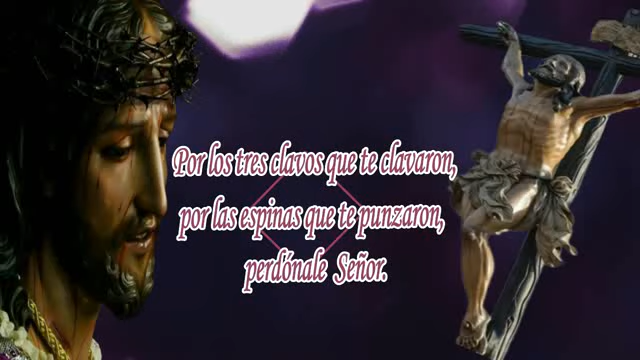 Por los tres clavos que te clavaron,
por las espinas que te punzaron,
perdónale Señor.